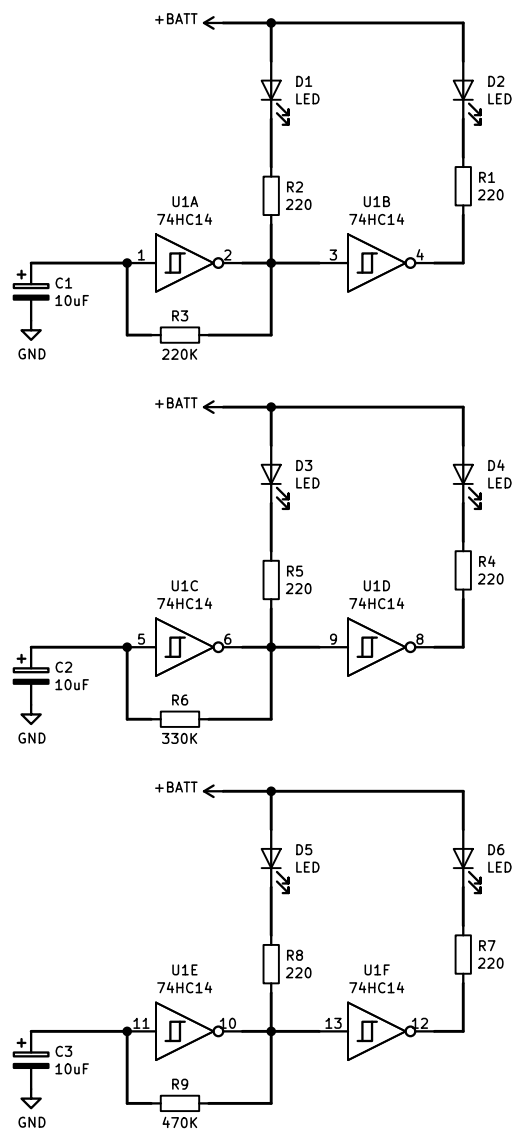 +BATT
D1
LED
D2
LED
R2
220
R1
220
U1A
74HC14
U1B
74HC14
1
2
3
4
+
C1
10uF
R3
220K
GND
+BATT
D3
LED
D4
LED
R5
220
R4
220
U1C
74HC14
U1D
74HC14
5
6
9
8
+
C2
10uF
R6
330K
GND
+BATT
D5
LED
D6
LED
R8
220
R7
220
U1E
74HC14
U1F
74HC14
11
10
13
12
+
C3
10uF
R9
470K
GND